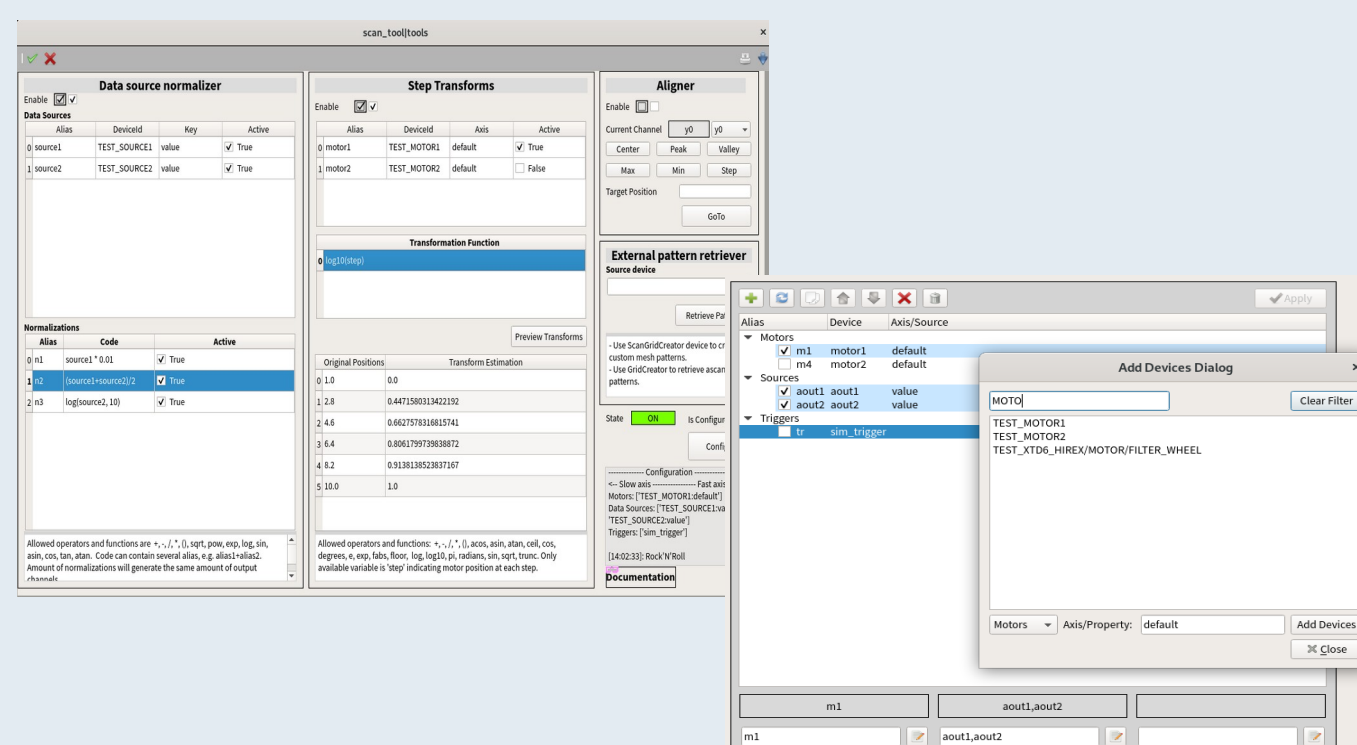 scan_tool|tools
Data source normalizer
Enable
Data Sources
Alias DeviceId Key Active
0 source1 TEST_SOURCE1 value True
1 source2 TEST_SOURCE2 value True
Normalizations
Alias Code Active
0 n1 source1 * 0.01 True
1 n2 (source1+source2)/2 True
2 n3 log(source2, 10) True
Allowed operators and functions are +, -, /, *, (), sqrt, pow, exp, log, sin,
asin, cos, tan, atan. Code can contain several alias, e.g. alias1+alias2.
Amount of normalizations will generate the same amount of output
channels
Step Transforms
Enable
Alias DeviceId Axis Active
0 motor1 TEST_MOTOR1 default True
1 motor2 TEST_MOTOR2 default False
Transformation Function
0 log10(step)
Preview Transforms
Original Positions Transform Estimation
0 1.0 0.0
1 2.8 0.4471580313422192
2 4.6 0.6627578316815741
3 6.4 0.8061799739838872
4 8.2 0.9138138523837167
5 10.0 1.0
Allowed operators and functions: +, -, /, *, (), acos, asin, atan, ceil, cos,
degrees, e, exp, fabs, floor, log, log10, pi, radians, sin, sqrt, trunc. Only
available variable is 'step' indicating motor position at each step.
Aligner
Enable
Current Channel y0 y0
Center Peak Valley
Max Min Step
Target Position
GoTo
External pattern retriever
Source device
Retrieve Pa
- Use ScanGridCreator device to cr
custom mesh patterns.
- Use GridCreator to retrieve ascan
patterns.
State ON Is Configur
Confi
------------- Configuration ----------
<-- Slow axis ---------------- Fast axis
Motors: ['TEST_MOTOR1:default']
Data Sources: ['TEST_SOURCE1:va
'TEST_SOURCE2:value']
Triggers: ['sim_trigger']
[14:02:33]: Rock'N'Roll
Documentation
Apply
Alias Device Axis/Source
Motors
m1 motor1 default
m4 motor2 default
Sources
aout1 aout1 value
aout2 aout2 value
Triggers
tr sim_trigger
m1 aout1,aout2
m1 aout1,aout2
Add Devices Dialog
MOTO Clear Filter
TEST_MOTOR1
TEST_MOTOR2
TEST_XTD6_HIREX/MOTOR/FILTER_WHEEL
Motors Axis/Property: default Add Devices
Close